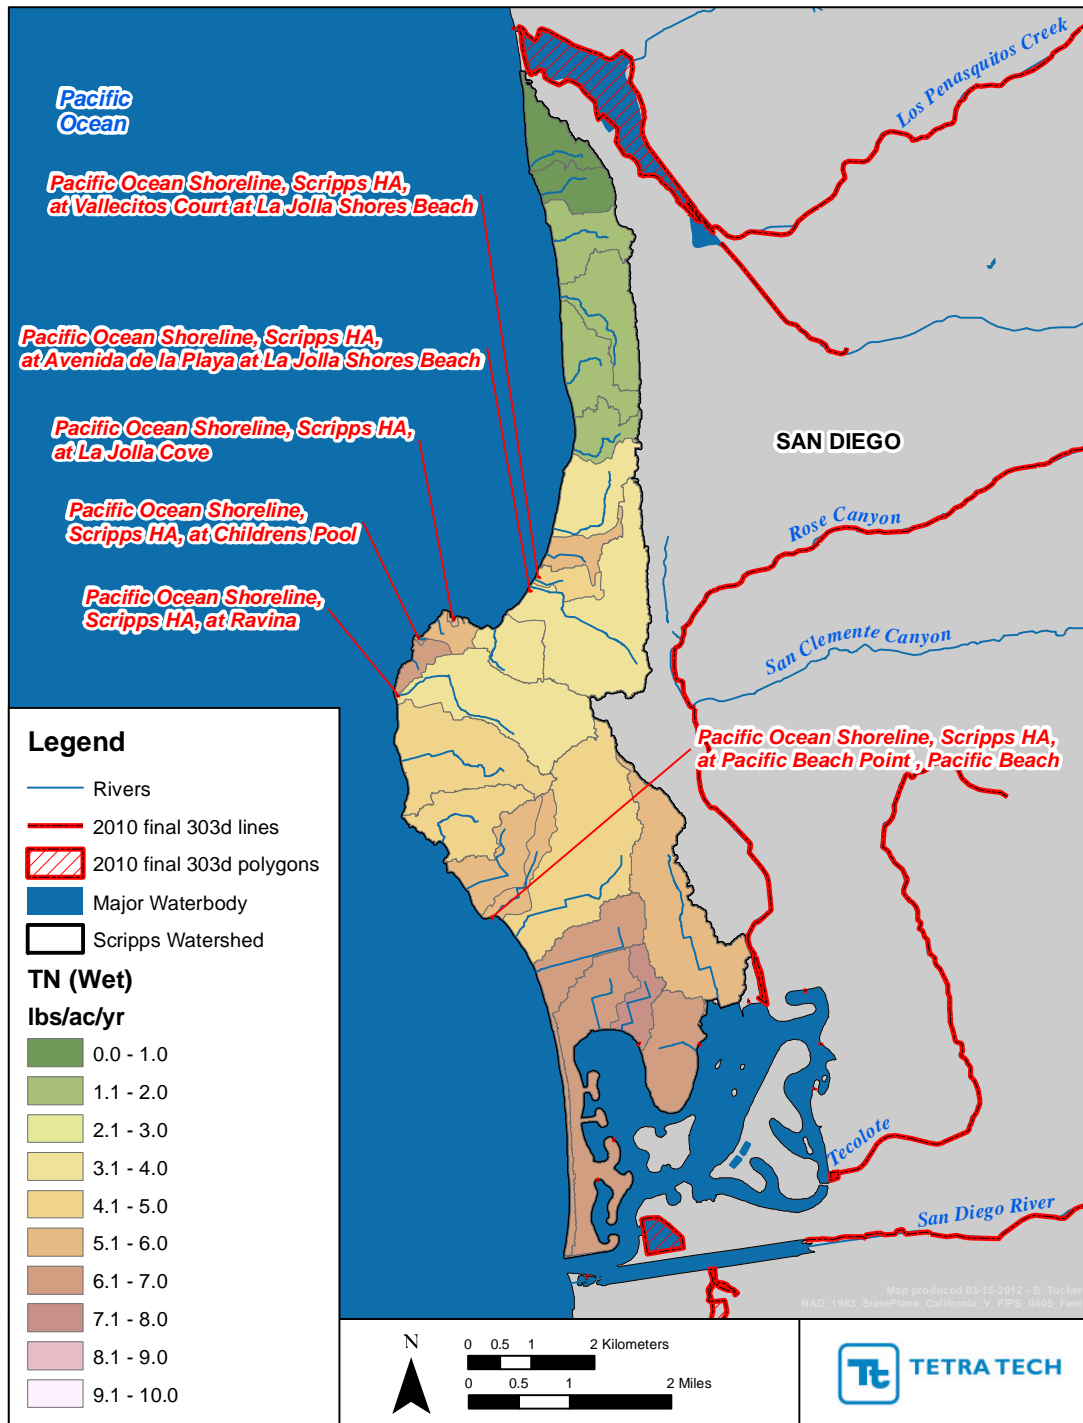 Pacific
Ocean
Los Penasquitos Creek
Pacific Ocean Shoreline, Scripps HA,
at Vallecitos Court at La Jolla Shores Beach
Pacific Ocean Shoreline, Scripps HA,
at Avenida de la Playa at La Jolla Shores Beach
Pacific Ocean Shoreline, Scripps HA,
at La Jolla Cove
SAN DIEGO
Pacific Ocean Shoreline,
Scripps HA, at Childrens Pool
Rose Canyon
Pacific Ocean Shoreline,
Scripps HA, at Ravina
San Clemente Canyon
Pacific Ocean Shoreline, Scripps HA,
at Pacific Beach Point , Pacific Beach
Tecolote
San Diego River
Legend
Rivers
2010 final 303d lines
2010 final 303d polygons
Major Waterbody
Scripps Watershed
TN (Wet)
lbs/ac/yr
0.0 - 1.0
1.1 - 2.0
2.1 - 3.0
3.1 - 4.0
4.1 - 5.0
5.1 - 6.0
6.1 - 7.0
7.1 - 8.0
8.1 - 9.0
9.1 - 10.0
Map produced 03-15-2012 - B. Tucker
NAD_1983_StatePlane_California_V_FIPS_0405_Feet
N
0 0.5 1 2 Kilometers
0 0.5 1 2 Miles
Tt
TETRA TECH